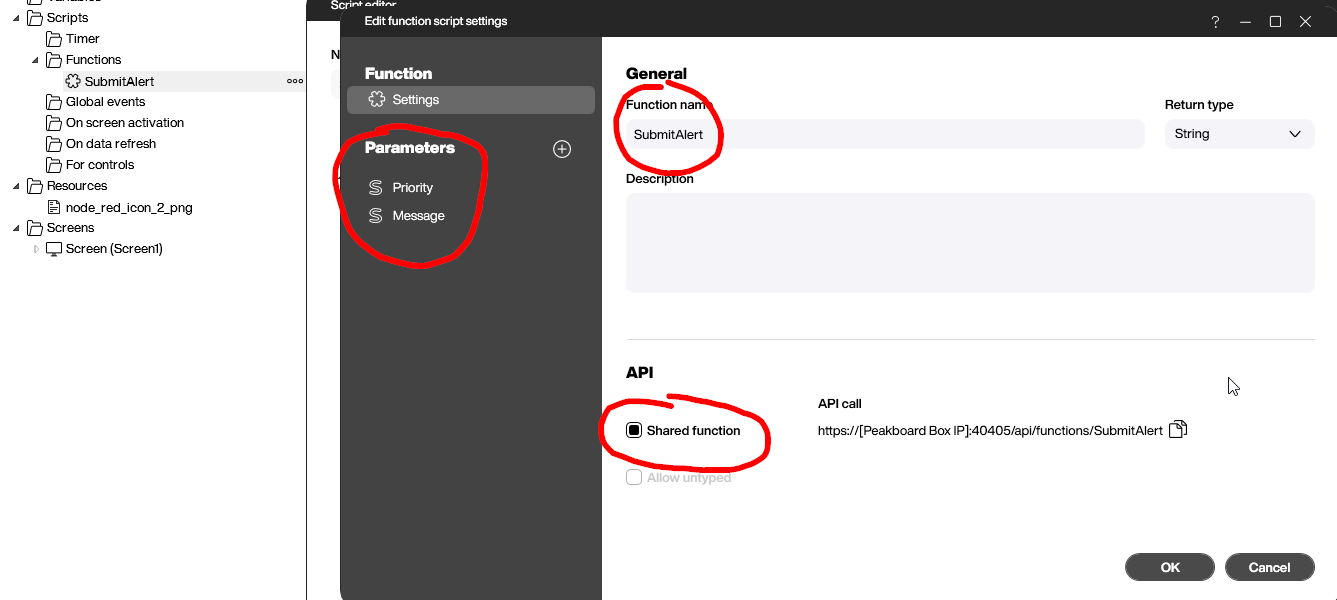 Variables
Scripts
Timer
Functions
SubmitAlert
Global events
On screen activation
On data refresh
For controls
Resources
node_red_icon_2_png
Screens
Screen (Screen1)
Script editor
Edit function script settings
?
N
Function
Settings
Parameters
Priority
Message
General
Function name
Return type
SubmitAlert
String
Description
API
API call
Shared function
https://[Peakboard Box IP]:40405/api/functions/SubmitAlert
Allow untyped
OK
Cancel